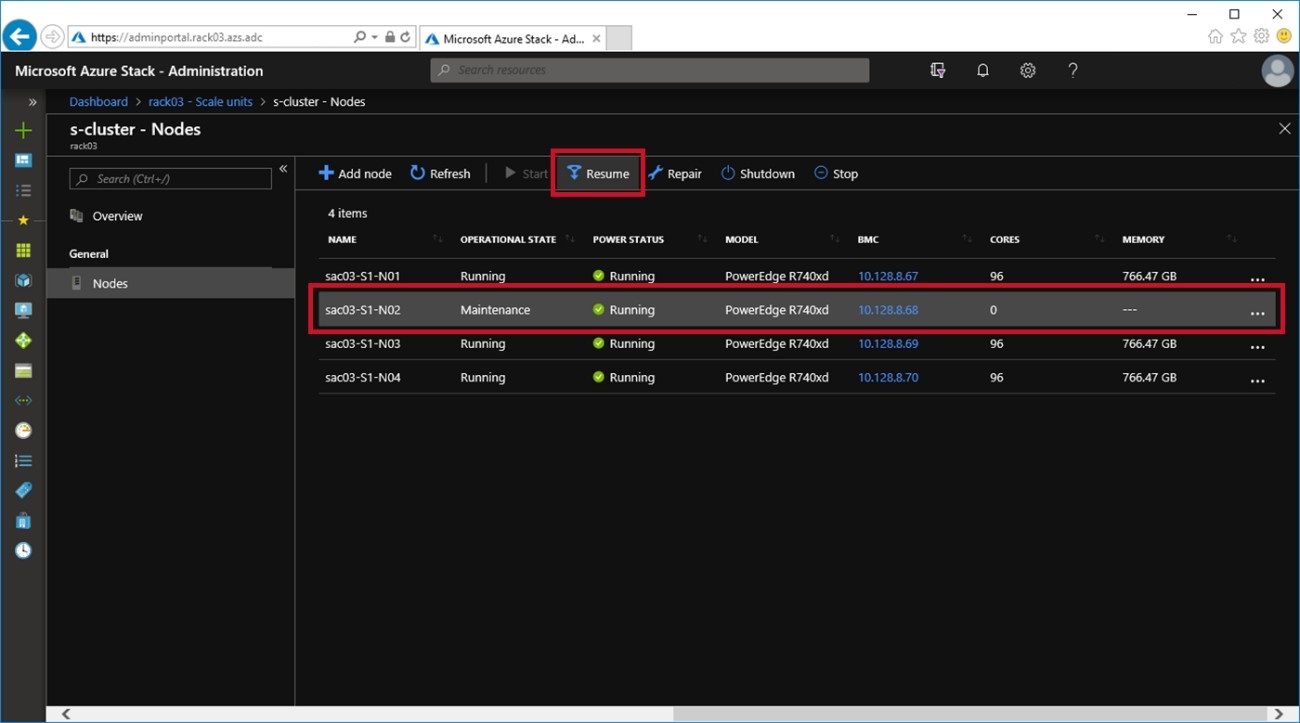 https://adminportal.rack03.azs.adc
Microsoft Azure Stack - Ad...
Microsoft Azure Stack - Administration
Search resources
Dashboard > rack03 - Scale units > s-cluster - Nodes
s-cluster - Nodes
rack03
Search (Ctrl+/)
Overview
General
Nodes
Add node Refresh Start Resume Repair Shutdown Stop
4 items
NAME OPERATIONAL STATE POWER STATUS MODEL BMC CORES MEMORY
sac03-S1-N01 Running Running PowerEdge R740xd 10.128.8.67 96 766.47 GB ...
sac03-S1-N02 Maintenance Running PowerEdge R740xd 10.128.8.68 0 --- ...
sac03-S1-N03 Running Running PowerEdge R740xd 10.128.8.69 96 766.47 GB ...
sac03-S1-N04 Running Running PowerEdge R740xd 10.128.8.70 96 766.47 GB ...